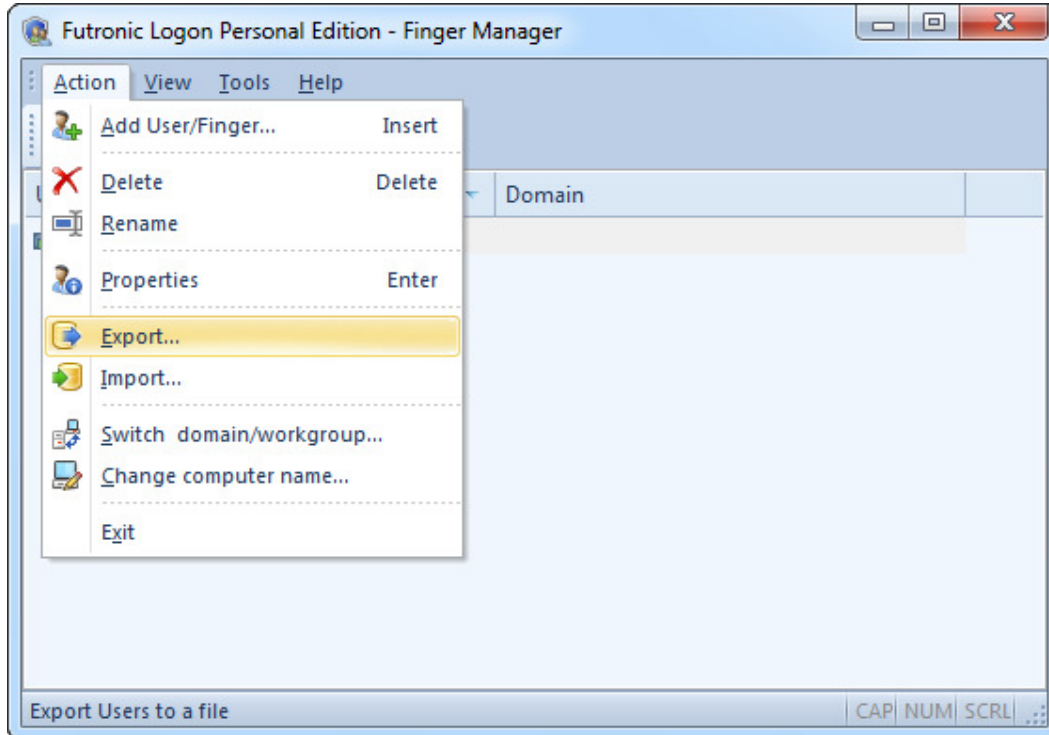 Futronic Logon Personal Edition - Finger Manager
Action View Tools Help
Add User/Finger... Insert
Delete Delete
Domain
Rename
Properties Enter
Export...
Import...
Switch domain/workgroup...
Change computer name...
Exit
Export Users to a file CAP NUM SCRL